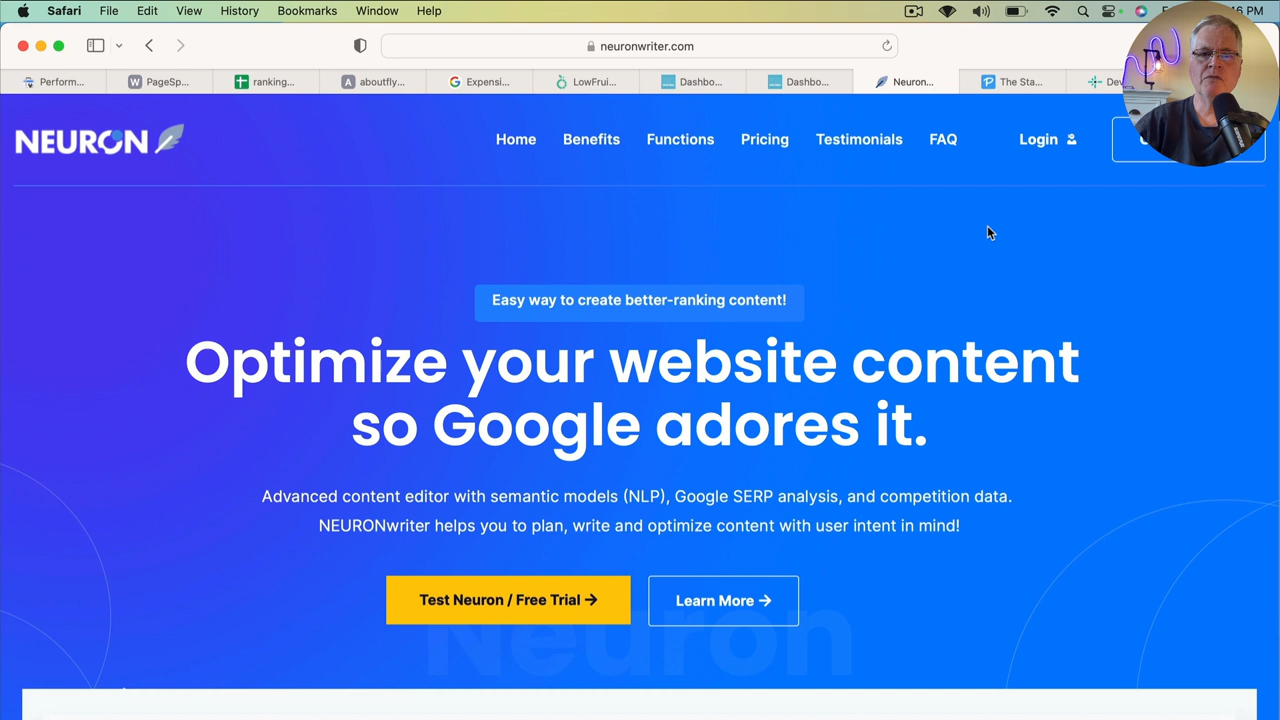 Safari File Edit View History Bookmarks Window Help
neuronwriter.com
Perform... PageSp... ranking... aboutfly... Expensi... LowFrui... Dashbo... Dashbo... Neuron... The Sta...
NEURON
Home Benefits Functions Pricing Testimonials FAQ Login
Easy way to create better-ranking content!
Optimize your website content
so Google adores it.
Advanced content editor with semantic models (NLP), Google SERP analysis, and competition data.
NEURONwriter helps you to plan, write and optimize content with user intent in mind!
Test Neuron / Free Trial → Learn More →
Neuron